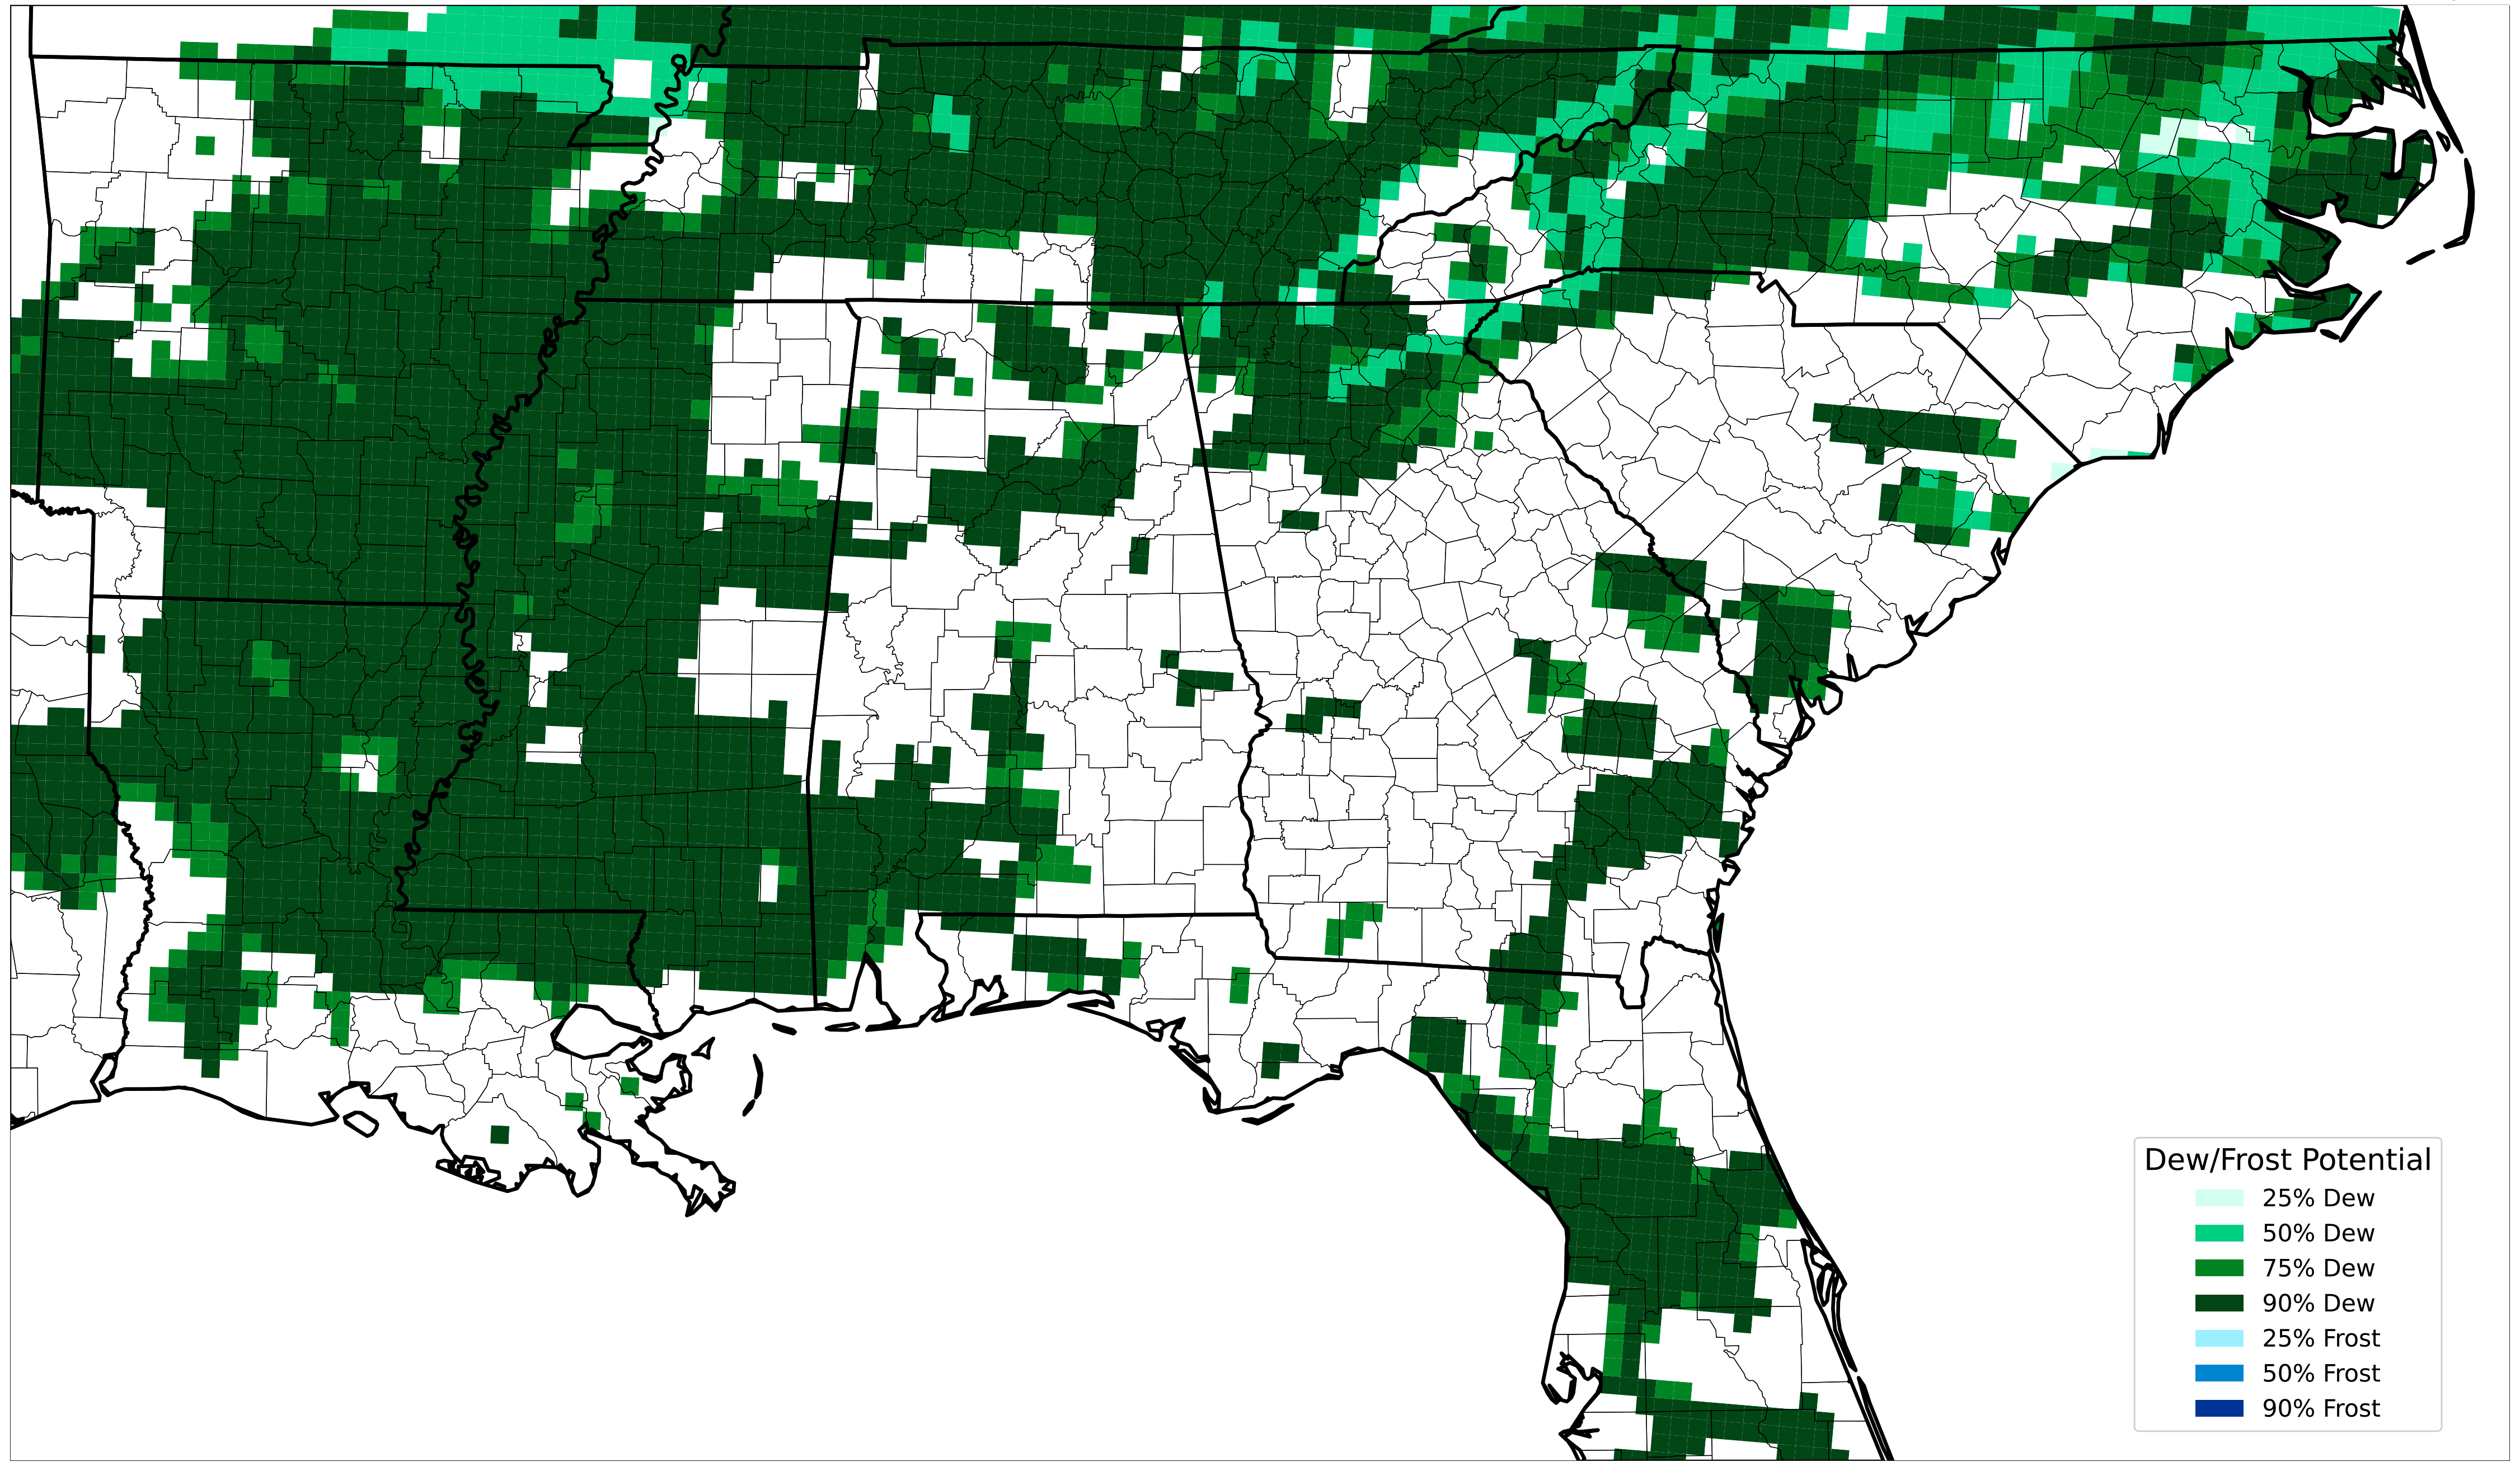 Dew/Frost Potential
25% Dew
50% Dew
75% Dew
90% Dew
25% Frost
50% Frost
90% Frost